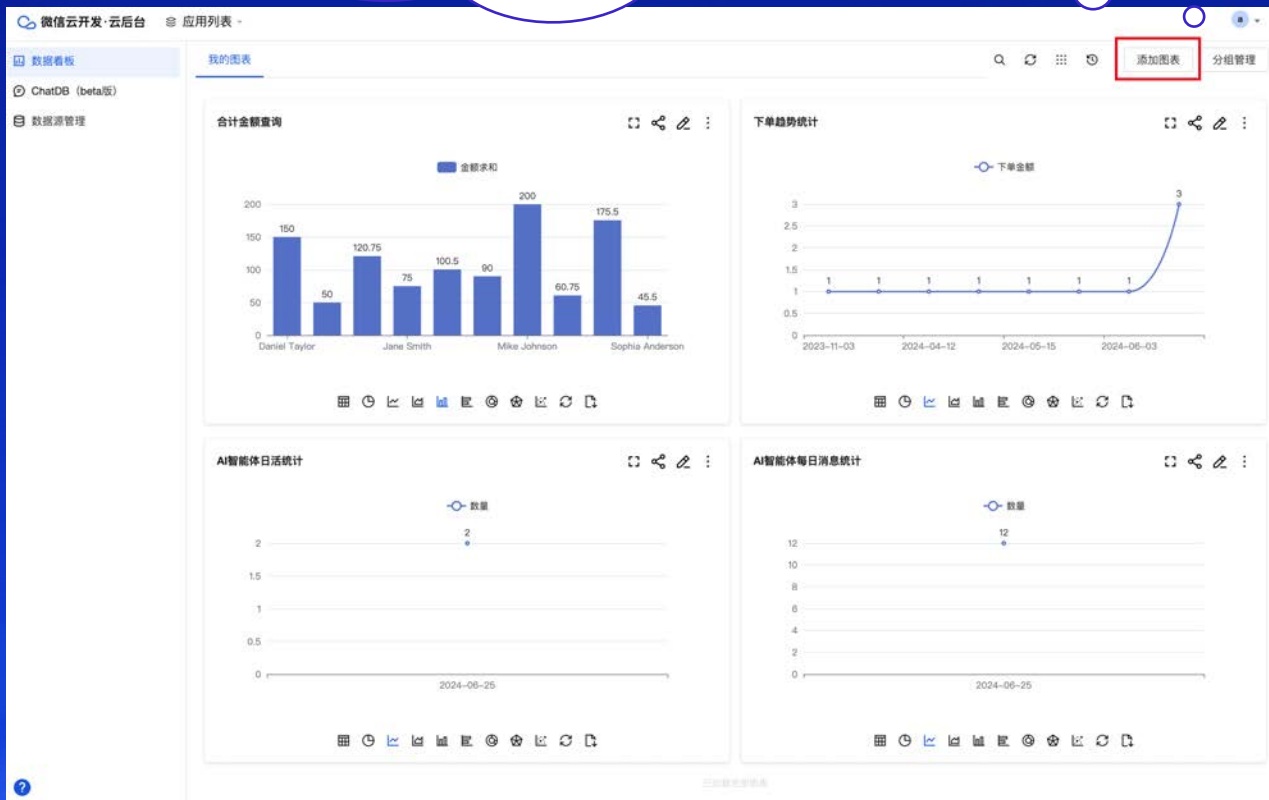 微信云开发·云后台 应用列表 a
数据看板
ChatDB（beta版）
数据源管理
我的图表 添加图表 分组管理
合计金额查询
金额求和
200
150
100
50
0
150
50
120.75
75
100.5
90
200
60.75
175.5
45.5
Daniel Taylor Jane Smith Mike Johnson Sophia Anderson
下单趋势统计
下单金额
3
2.5
2
1.5
1
0.5
0
1 1 1 1 1 1 1 3
2023-11-03 2024-04-12 2024-05-15 2024-06-03
AI智能体日活统计
数量
2
1.5
1
0.5
0
2
2024-06-25
AI智能体每日消息统计
数量
12
10
8
6
4
2
0
12
2024-06-25
?